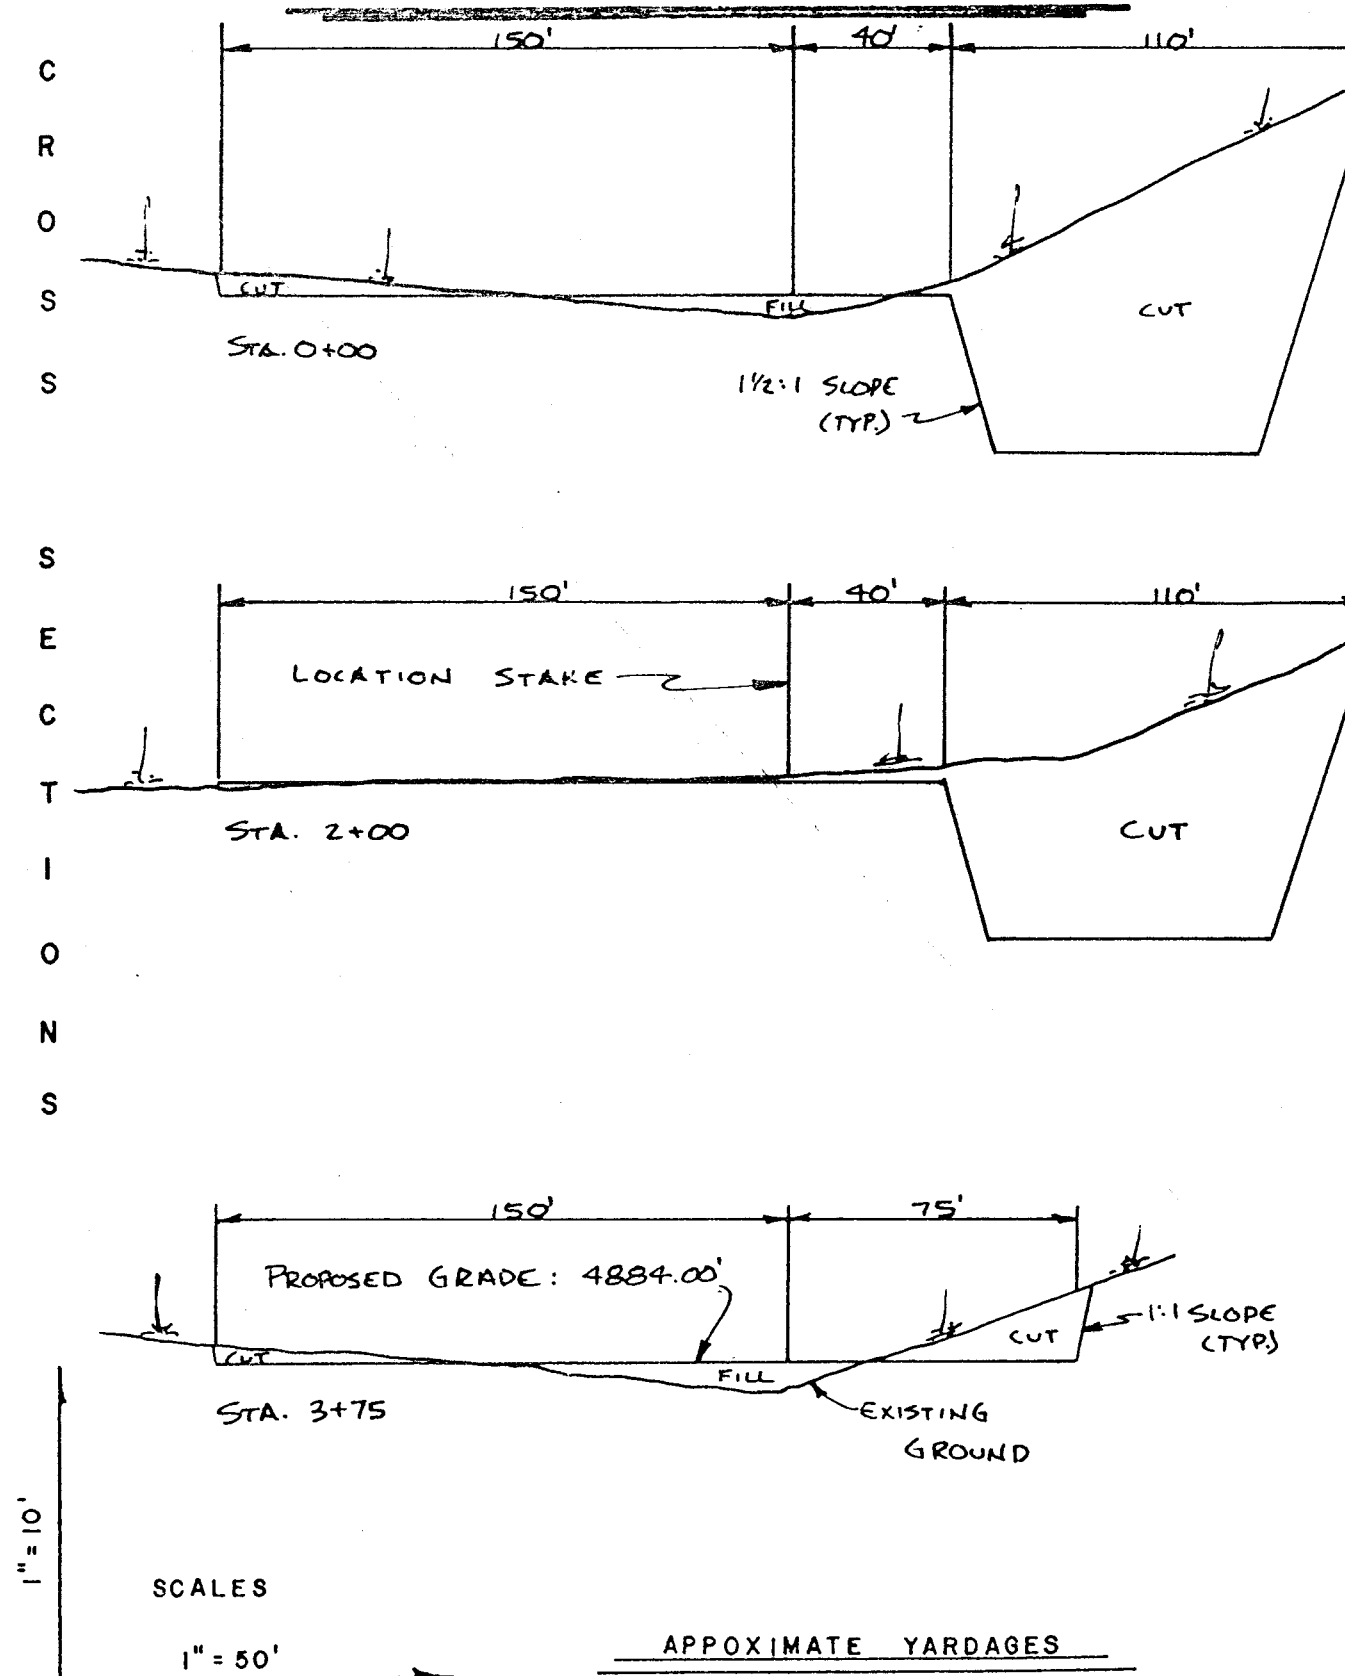 CROSS SECTIONS
150' 40' 110'
CUT
FILL
CUT
STA. 0+00
1½:1 SLOPE
(TYP.)
150' 40' 110'
LOCATION STAKE
STA. 2+00
CUT
150' 75'
PROPOSED GRADE: 4884.00'
CUT
FILL
CUT
1:1 SLOPE
(TYP.)
STA. 3+75
EXISTING
GROUND
1" = 10'
SCALES
1" = 50'
APPOXIMATE YARDAGES